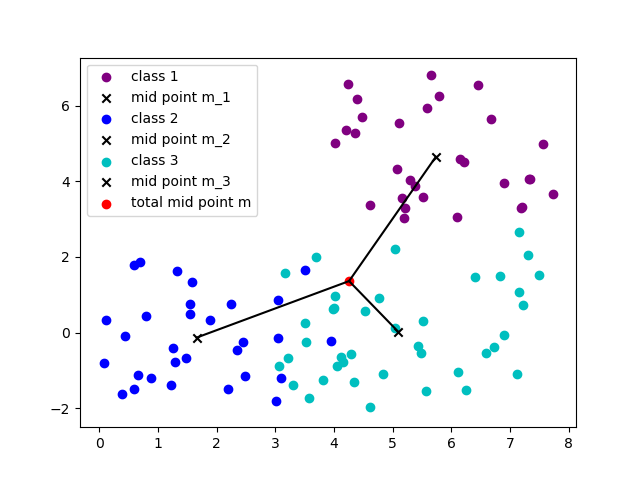 class 1
mid point m_1
class 2
mid point m_2
class 3
mid point m_3
total mid point m
6
4
2
0
−2
0 1 2 3 4 5 6 7 8